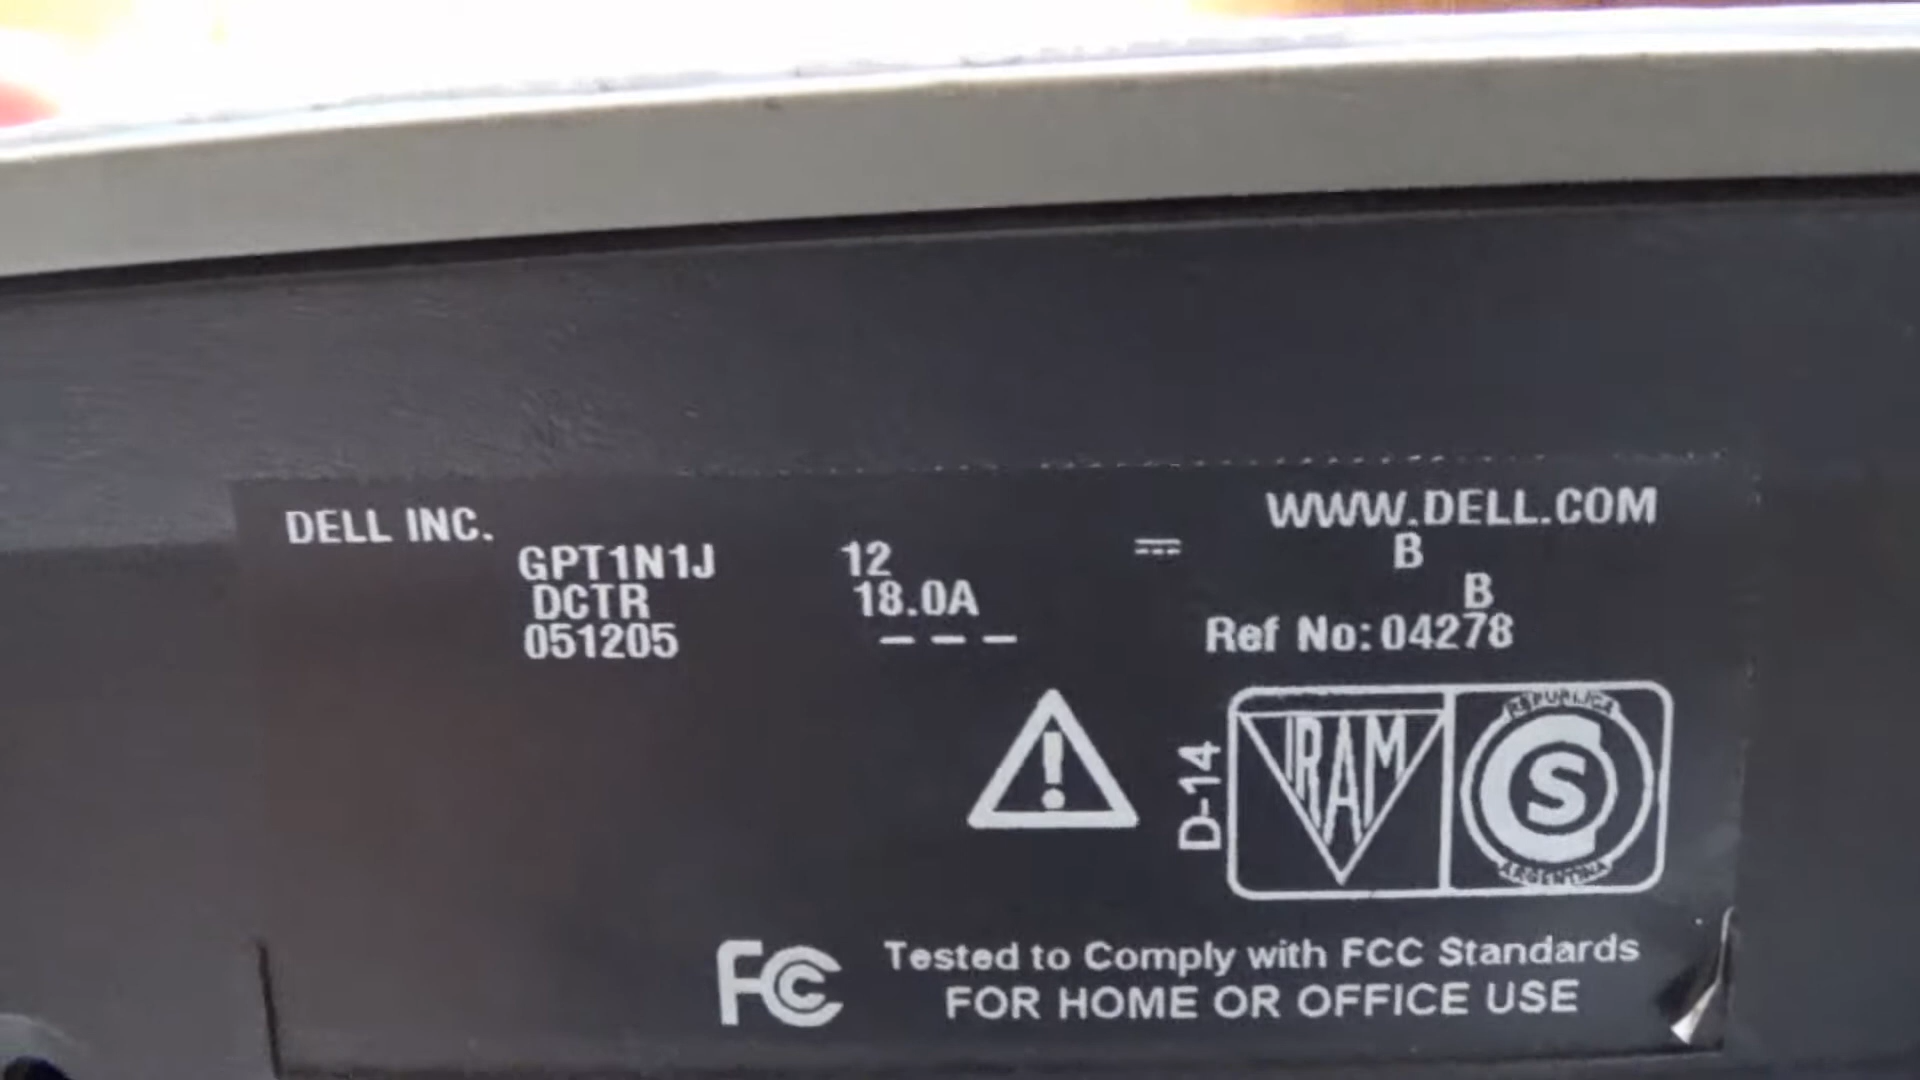 DELL INC. WWW.DELL.COM
GPT1N1J 12 B
DCTR 18.0A B
051205 Ref No: 04278
D-14
IRAM
REPUBLICA
S
ARGENTINA
FC Tested to Comply with FCC Standards
FOR HOME OR OFFICE USE